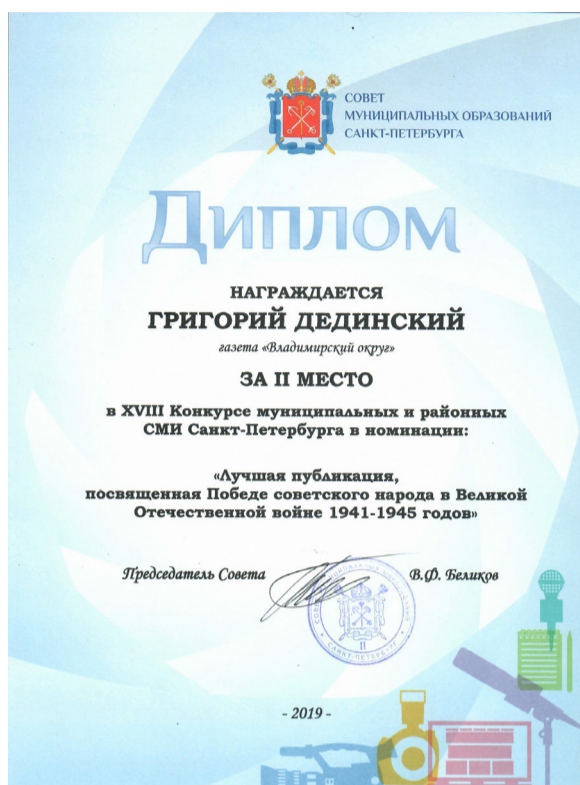 СОВЕТ
МУНИЦИПАЛЬНЫХ ОБРАЗОВАНИЙ
САНКТ-ПЕТЕРБУРГА
Диплом
НАГРАЖДАЕТСЯ
ГРИГОРИЙ ДЕДИНСКИЙ
газета «Владимирский округ»
ЗА II МЕСТО
в XVIII Конкурсе муниципальных и районных
СМИ Санкт-Петербурга в номинации:
«Лучшая публикация,
посвященная Победе советского народа в Великой
Отечественной войне 1941-1945 годов»
Председатель Совета
В.Ф. Беликов
САНКТ-ПЕТЕРБУРГ
- 2019 -